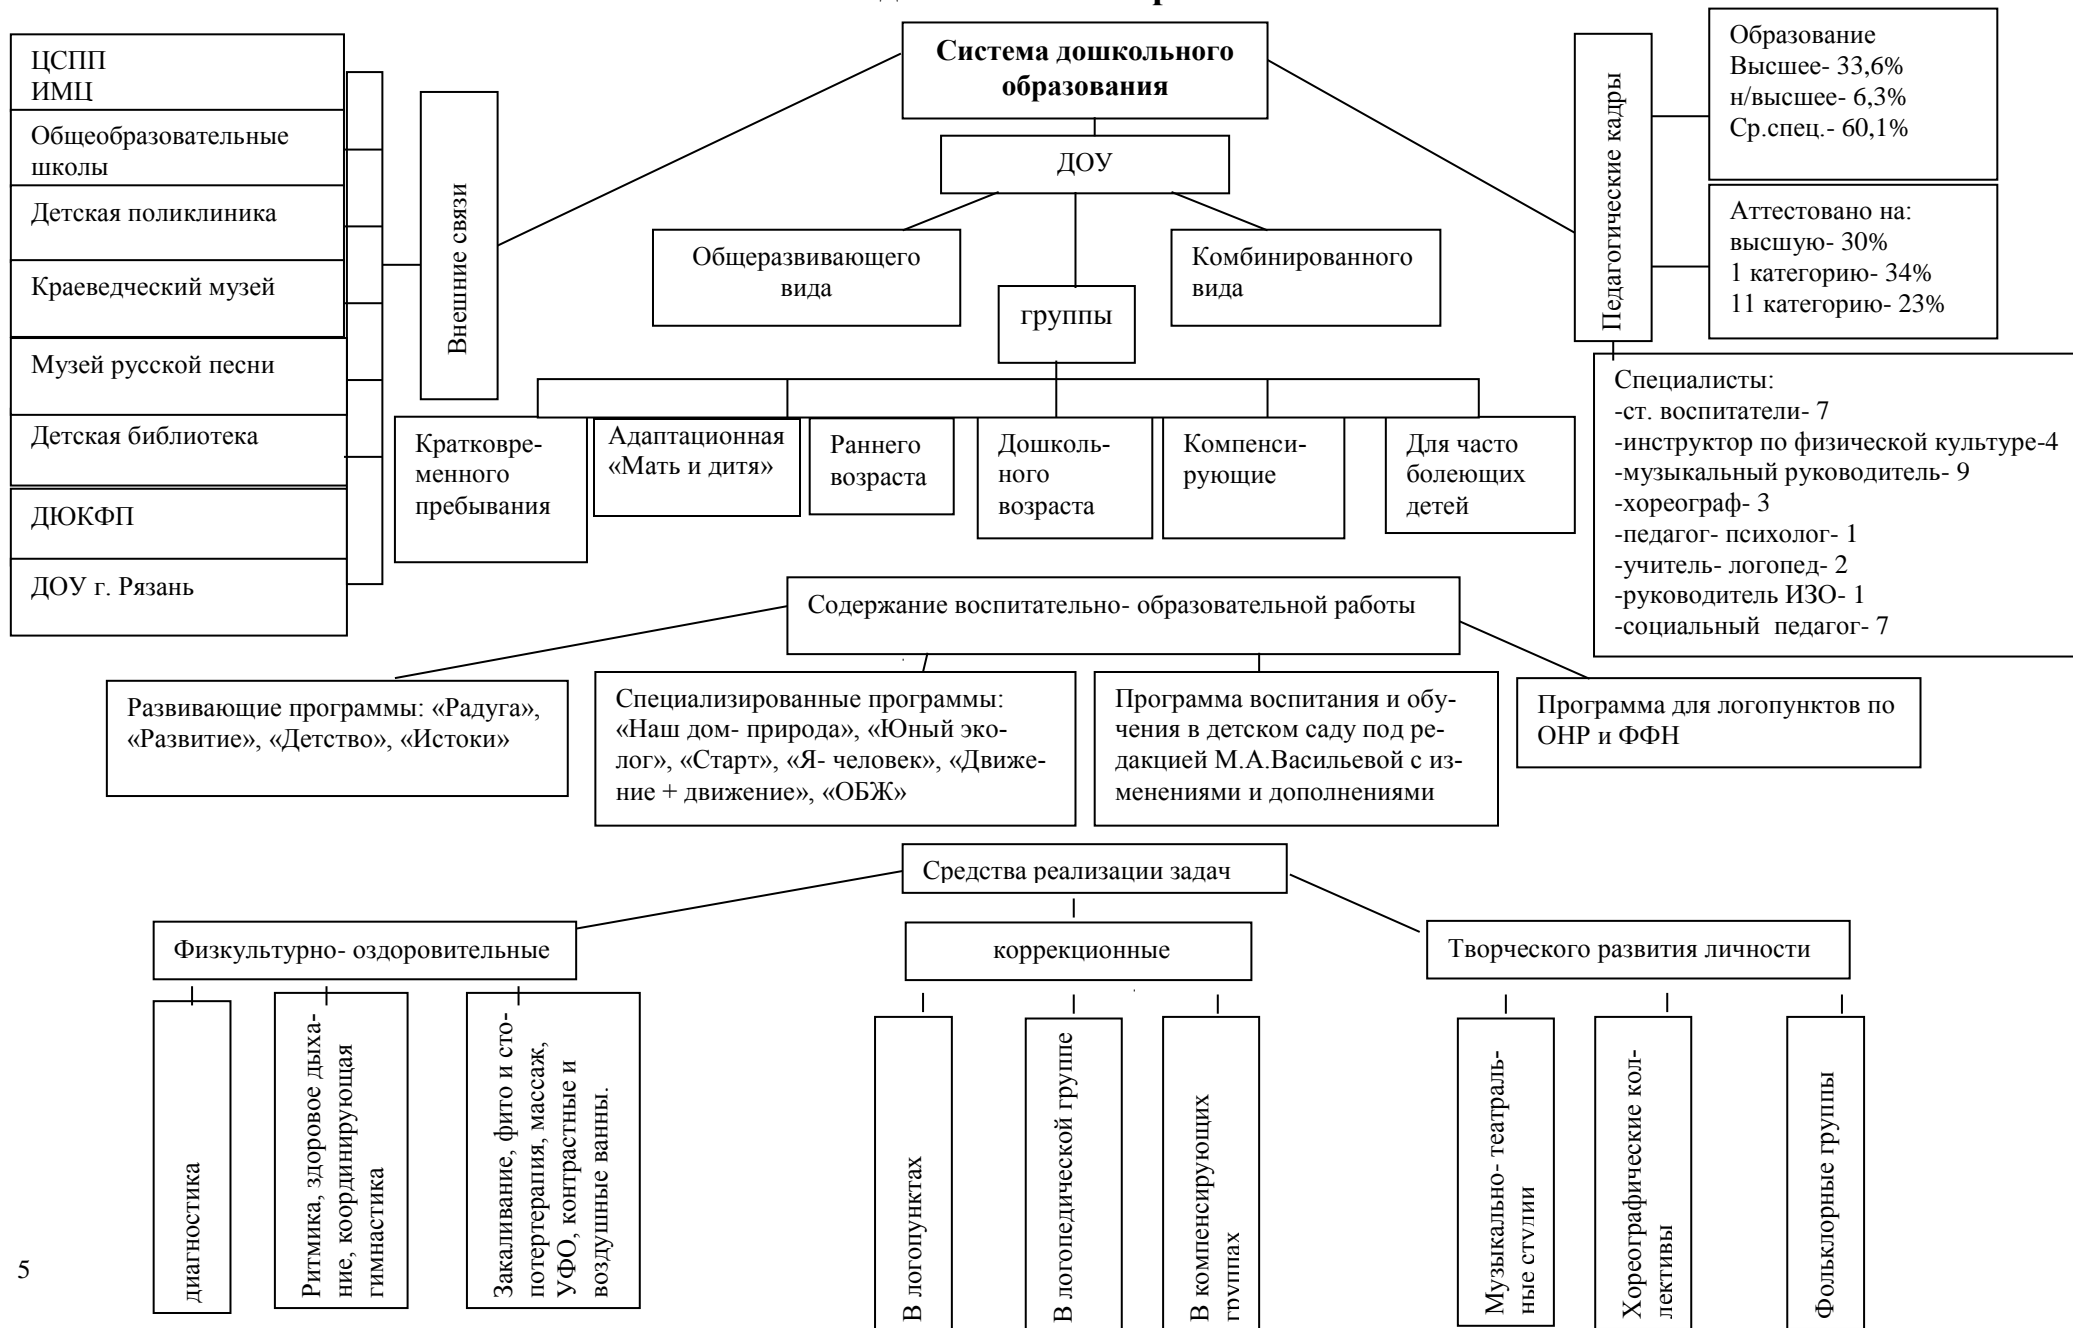 Система дошкольного
образования
ЦСПП
ИМЦ
Общеобразовательные
школы
Детская поликлиника
Краеведческий музей
Музей русской песни
Детская библиотека
ДЮКФП
ДОУ г. Рязань
Внешние связи
ДОУ
Общеразвивающего
вида
группы
Комбинированного
вида
Педагогические кадры
Образование
Высшее- 33,6%
н/высшее- 6,3%
Ср.спец.- 60,1%
Аттестовано на:
высшую- 30%
1 категорию- 34%
11 категорию- 23%
Специалисты:
-ст. воспитатели- 7
-инструктор по физической культуре-4
-музыкальный руководитель- 9
-хореограф- 3
-педагог- психолог- 1
-учитель- логопед- 2
-руководитель ИЗО- 1
-социальный педагог- 7
Кратковре-
менного
пребывания
Адаптационная
«Мать и дитя»
Раннего
возраста
Дошколь-
ного
возраста
Компенси-
рующие
Для часто
болеющих
детей
Содержание воспитательно- образовательной работы
Развивающие программы: «Радуга»,
«Развитие», «Детство», «Истоки»
Специализированные программы:
«Наш дом- природа», «Юный эко-
лог», «Старт», «Я- человек», «Движе-
ние + движение», «ОБЖ»
Программа воспитания и обу-
чения в детском саду под ре-
дакцией М.А.Васильевой с из-
менениями и дополнениями
Программа для логопунктов по
ОНР и ФФН
Средства реализации задач
Физкультурно- оздоровительные
коррекционные
Творческого развития личности
диагностика
Ритмика, здоровое дыха-
ние, координирующая
гимнастика
Закаливание, фито и сто-
потертерапия, массаж,
УФО, контрастные и
воздушные ванны.
В логопунктах
В логопедической группе
В компенсирующих
группах
Музыкально- театраль-
ные студии
Хореографические кол-
лективы
Фольклорные группы
5